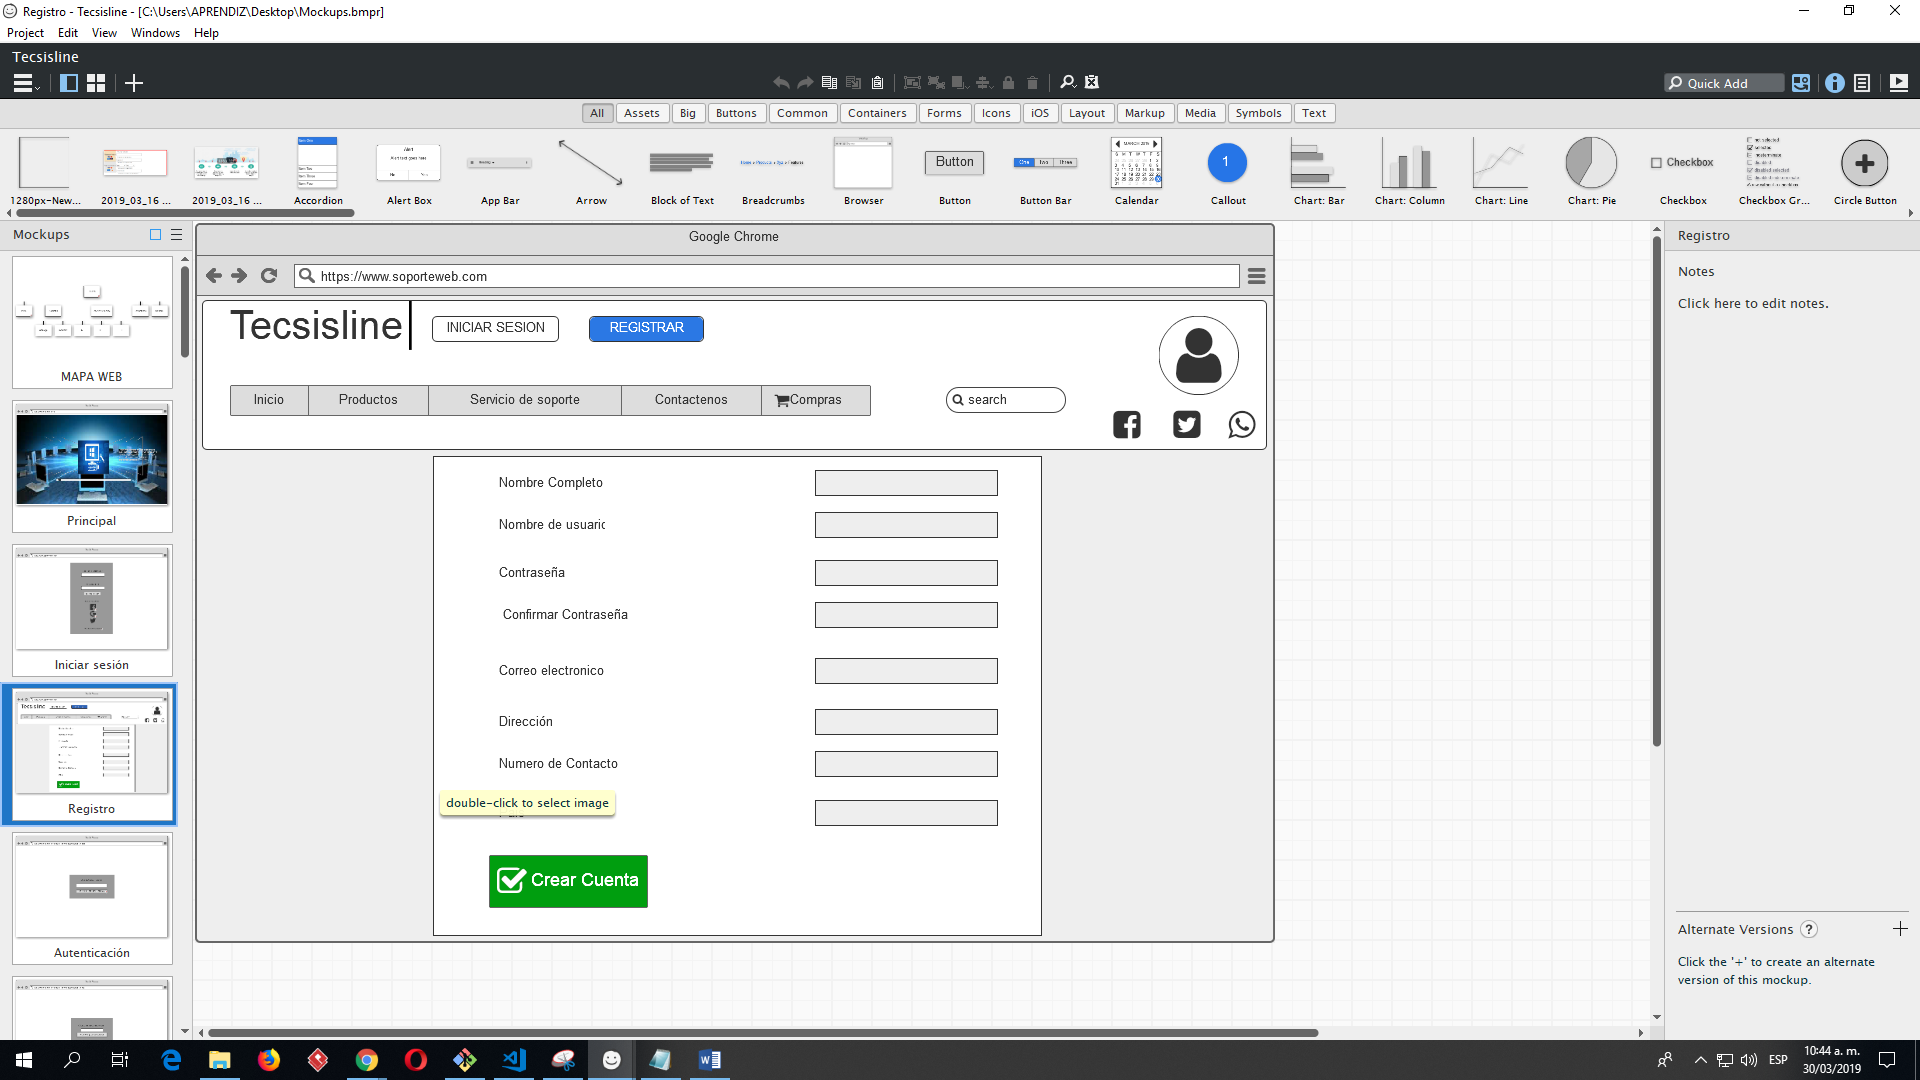 Registro - Tecsisline - [C:\Users\APRENDIZ\Desktop\Mockups.bmpr]
Project Edit View Windows Help
Tecsisline
Quick Add
All Assets Big Buttons Common Containers Forms Icons iOS Layout Markup Media Symbols Text
1280px-New... 2019_03_16 ... 2019_03_16 ... Accordion Alert Box App Bar Arrow Block of Text Breadcrumbs Browser Button Button Bar Calendar Callout Chart: Bar Chart: Column Chart: Line Chart: Pie Checkbox Checkbox Gr... Circle Button
Button
1
Checkbox
Mockups
MAPA WEB
Principal
Iniciar sesión
Registro
Autenticación
Google Chrome
https://www.soporteweb.com
Tecsisline
INICIAR SESION
REGISTRAR
Inicio Productos Servicio de soporte Contactenos Compras
search
Nombre Completo
Nombre de usuario
Contraseña
Confirmar Contraseña
Correo electronico
Dirección
Numero de Contacto
double-click to select image
Crear Cuenta
Registro
Notes
Click here to edit notes.
Alternate Versions ?
Click the '+' to create an alternate
version of this mockup.
ESP
10:44 a. m.
30/03/2019